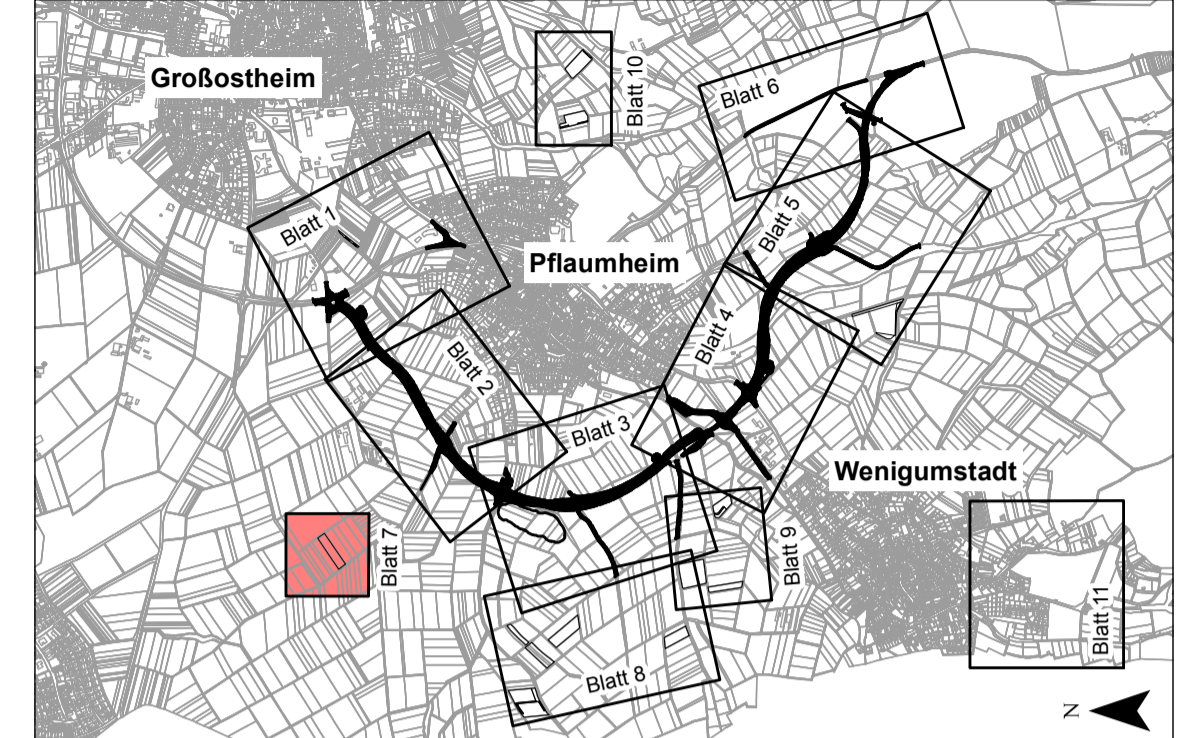 Großostheim
Blatt 10
Blatt 6
Blatt 1
Blatt 5
Pflaumheim
Blatt 4
Blatt 2
Blatt 3
Wenigumstadt
Blatt 7
Blatt 9
Blatt 11
Blatt 8
N